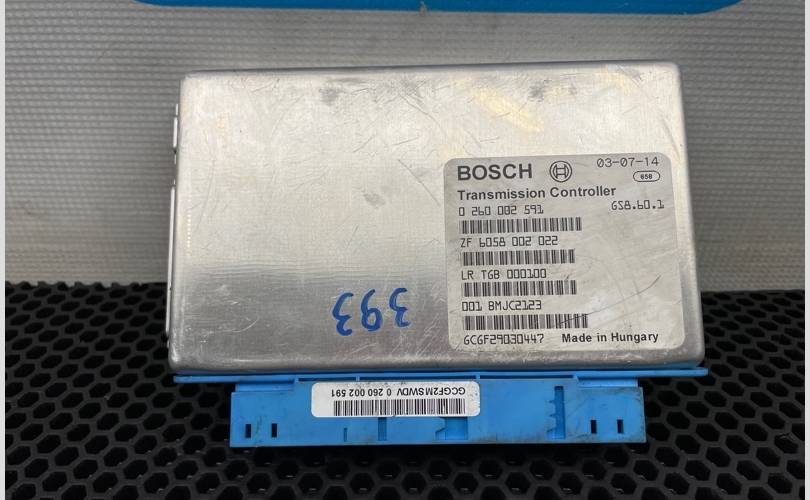 BOSCH 03-07-14
658
Transmission Controller
0 260 002 591 GS8.60.1
ZF 6058 002 022
LR TGB 000100
001 BMJC2123
GCGF29030447 Made in Hungary
393
GCGF2MSWDV 0 260 002 591